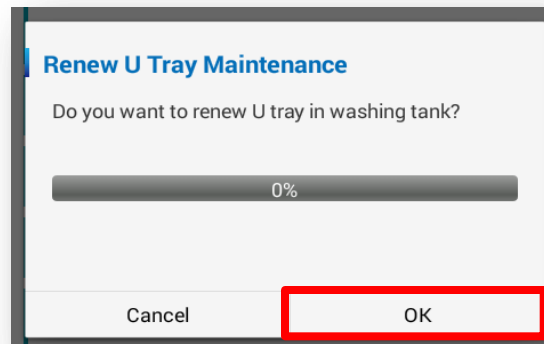 Renew U Tray Maintenance
Do you want to renew U tray in washing tank?
0%
Cancel
OK